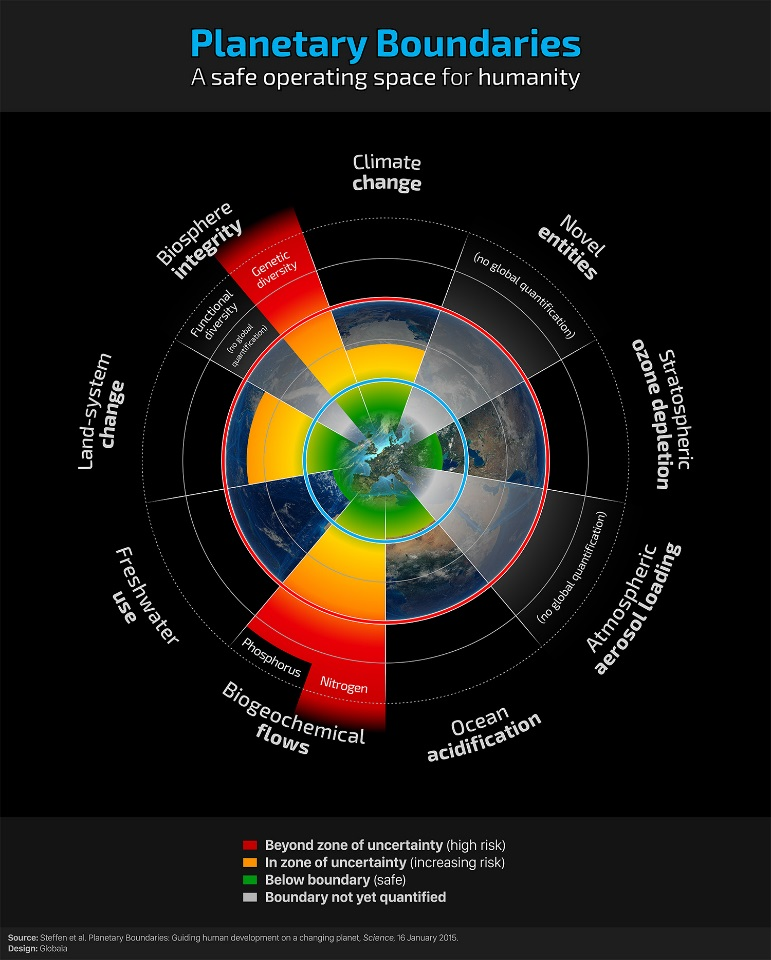 Planetary Boundaries
A safe operating space for humanity
Climate
change
Biosphere
integrity
Genetic
diversity
Functional
diversity
(no global
quantification)
Novel
entities
(no global quantification)
Stratospheric
ozone depletion
Land-system
change
Freshwater
use
Atmospheric
aerosol loading
(no global quantification)
Phosphorus
Nitrogen
Biogeochemical
flows
Ocean
acidification
Beyond zone of uncertainty (high risk)
In zone of uncertainty (increasing risk)
Below boundary (safe)
Boundary not yet quantified
Source: Steffen et al. Planetary Boundaries: Guiding human development on a changing planet, Science, 16 January 2015.
Design: Globaïa